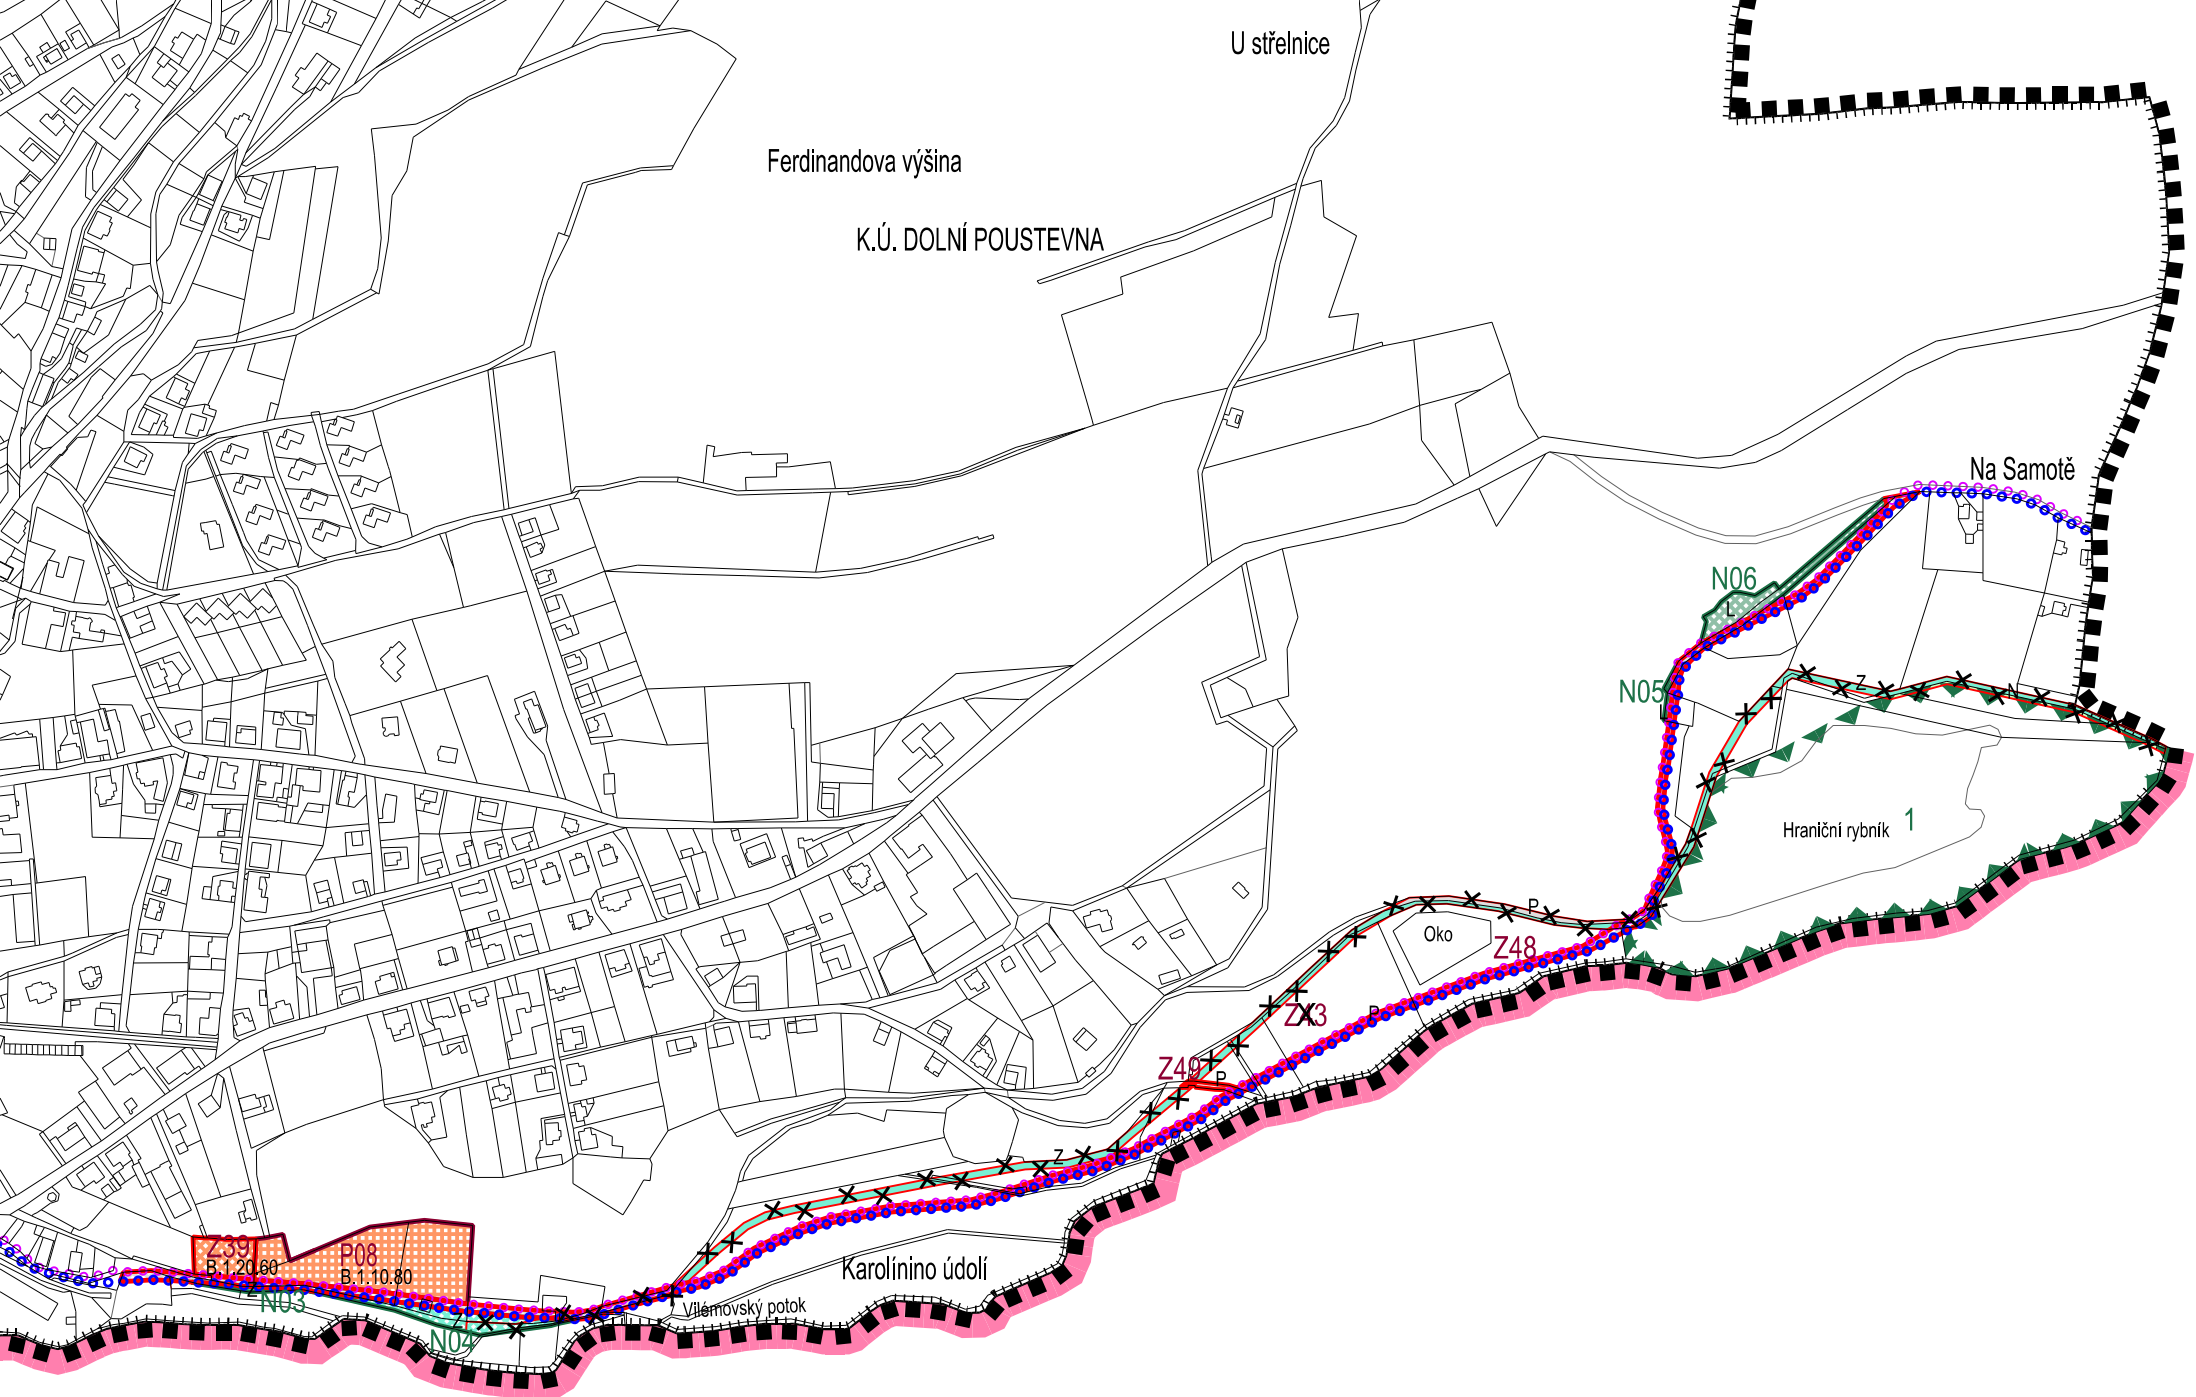 U střelnice
Ferdinandova výšina
K.Ú. DOLNÍ POUSTEVNA
Na Samotě
N06
L
N05
L
Z
N
Hraniční rybník
1
P
Oko
Z48
P
Z43
Z49
P
Z
Z39
B.1.20.60
P08
B.1.10.80
Z
N03
Karolínino údolí
Vilémovský potok
Z
N04